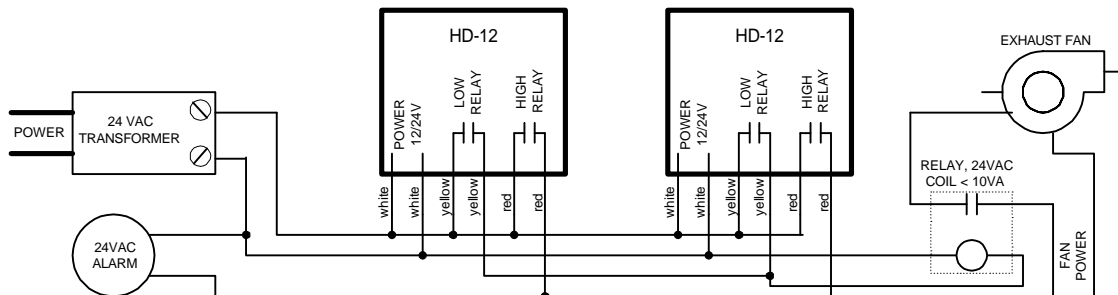 HD-12
HD-12
EXHAUST FAN
POWER
24 VAC
TRANSFORMER
POWER
12/24V
LOW
RELAY
HIGH
RELAY
POWER
12/24V
LOW
RELAY
HIGH
RELAY
RELAY, 24VAC
COIL < 10VA
white
white
yellow
yellow
red
red
white
white
yellow
yellow
red
red
24VAC
ALARM
FAN
POWER